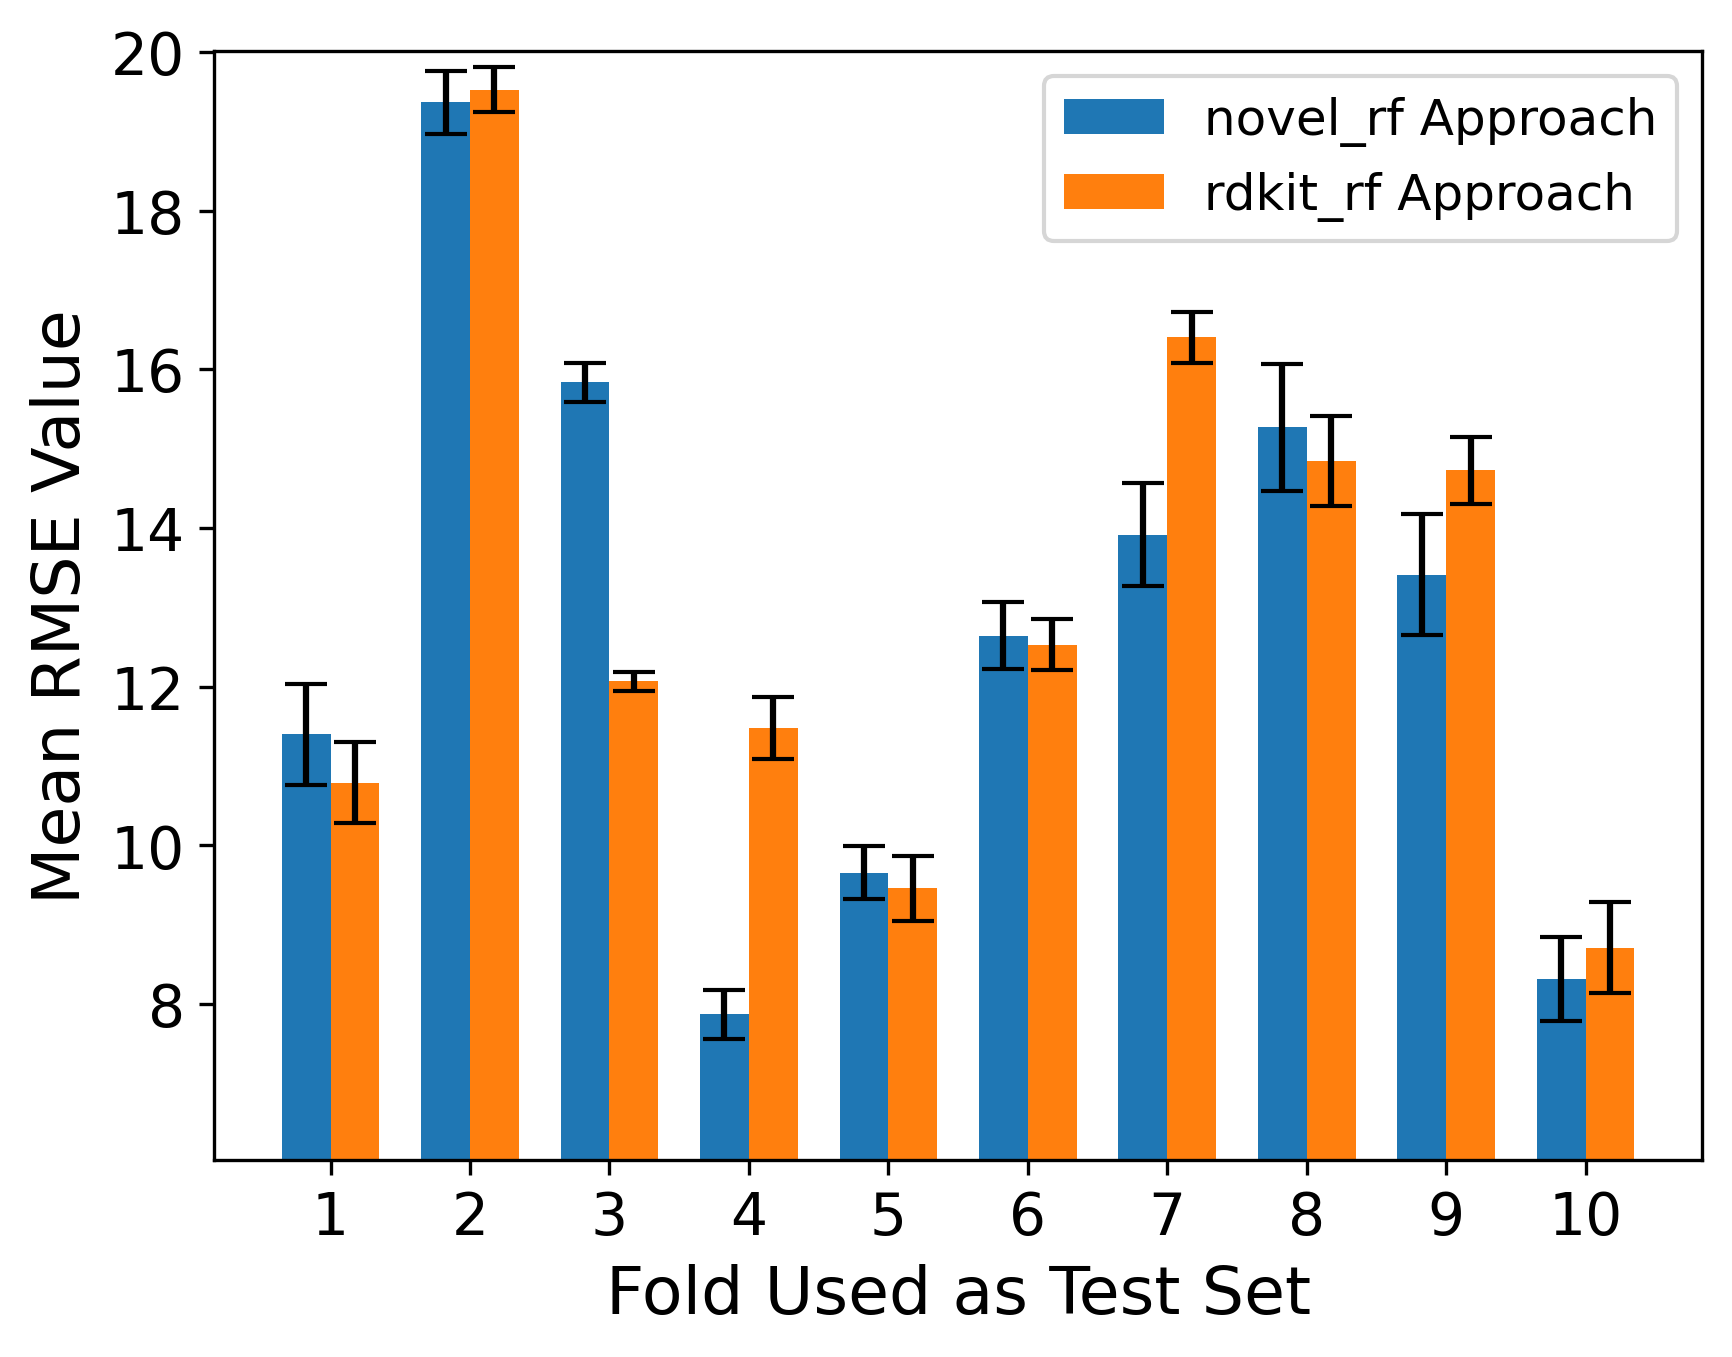 20
18
16
14
12
10
8
Mean RMSE Value
novel_rf Approach
rdkit_rf Approach
1 2 3 4 5 6 7 8 9 10
Fold Used as Test Set